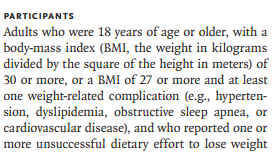 PARTICIPANTS
Adults who were 18 years of age or older, with a
body-mass index (BMI, the weight in kilograms
divided by the square of the height in meters) of
30 or more, or a BMI of 27 or more and at least
one weight-related complication (e.g., hyperten-
sion, dyslipidemia, obstructive sleep apnea, or
cardiovascular disease), and who reported one or
more unsuccessful dietary effort to lose weight